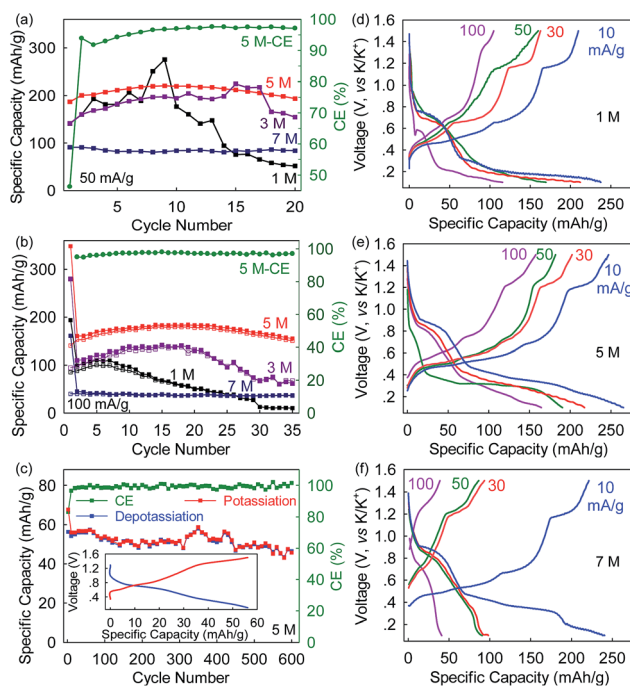 (a)
Specific Capacity (mAh/g)
300
200
100
0
5 M-CE
5 M
3 M
7 M
1 M
50 mA/g
5 10 15 20
Cycle Number
100
90
80
70
60
50
CE (%)
(d)
Voltage (V, vs K/K+)
1.6
1.4
1.2
1.0
.8
.6
.4
.2
100 50 30 10
mA/g
1 M
0 50 100 150 200 250
Specific Capacity (mAh/g)
(b)
Specific Capacity (mAh/g)
300
200
100
0
5 M-CE
5 M
3 M
1 M
7 M
100 mA/g
0 5 10 15 20 25 30 35
Cycle Number
100
80
60
40
20
0
CE (%)
(e)
Voltage (V, vs K/K+)
1.6
1.4
1.2
1.0
.8
.6
.4
.2
0.0
100 50 30 10
mA/g
5 M
0 50 100 150 200 250
Specific Capacity (mAh/g)
(c)
Specific Capacity (mAh/g)
80
60
40
20
0
CE Potassiation
Depotassiation
Voltage (V)
1.6
1.2
.8
.4
0 10 20 30 40 50 60
Specific Capacity (mAh/g)
5 M
0 100 200 300 400 500 600
Cycle Number
100
80
60
40
20
0
CE (%)
(f)
Voltage (V, vs K/K+)
1.6
1.4
1.2
1.0
.8
.6
.4
.2
0.0
100 50 30 10
mA/g
7 M
0 50 100 150 200 250
Specific Capacity (mAh/g)